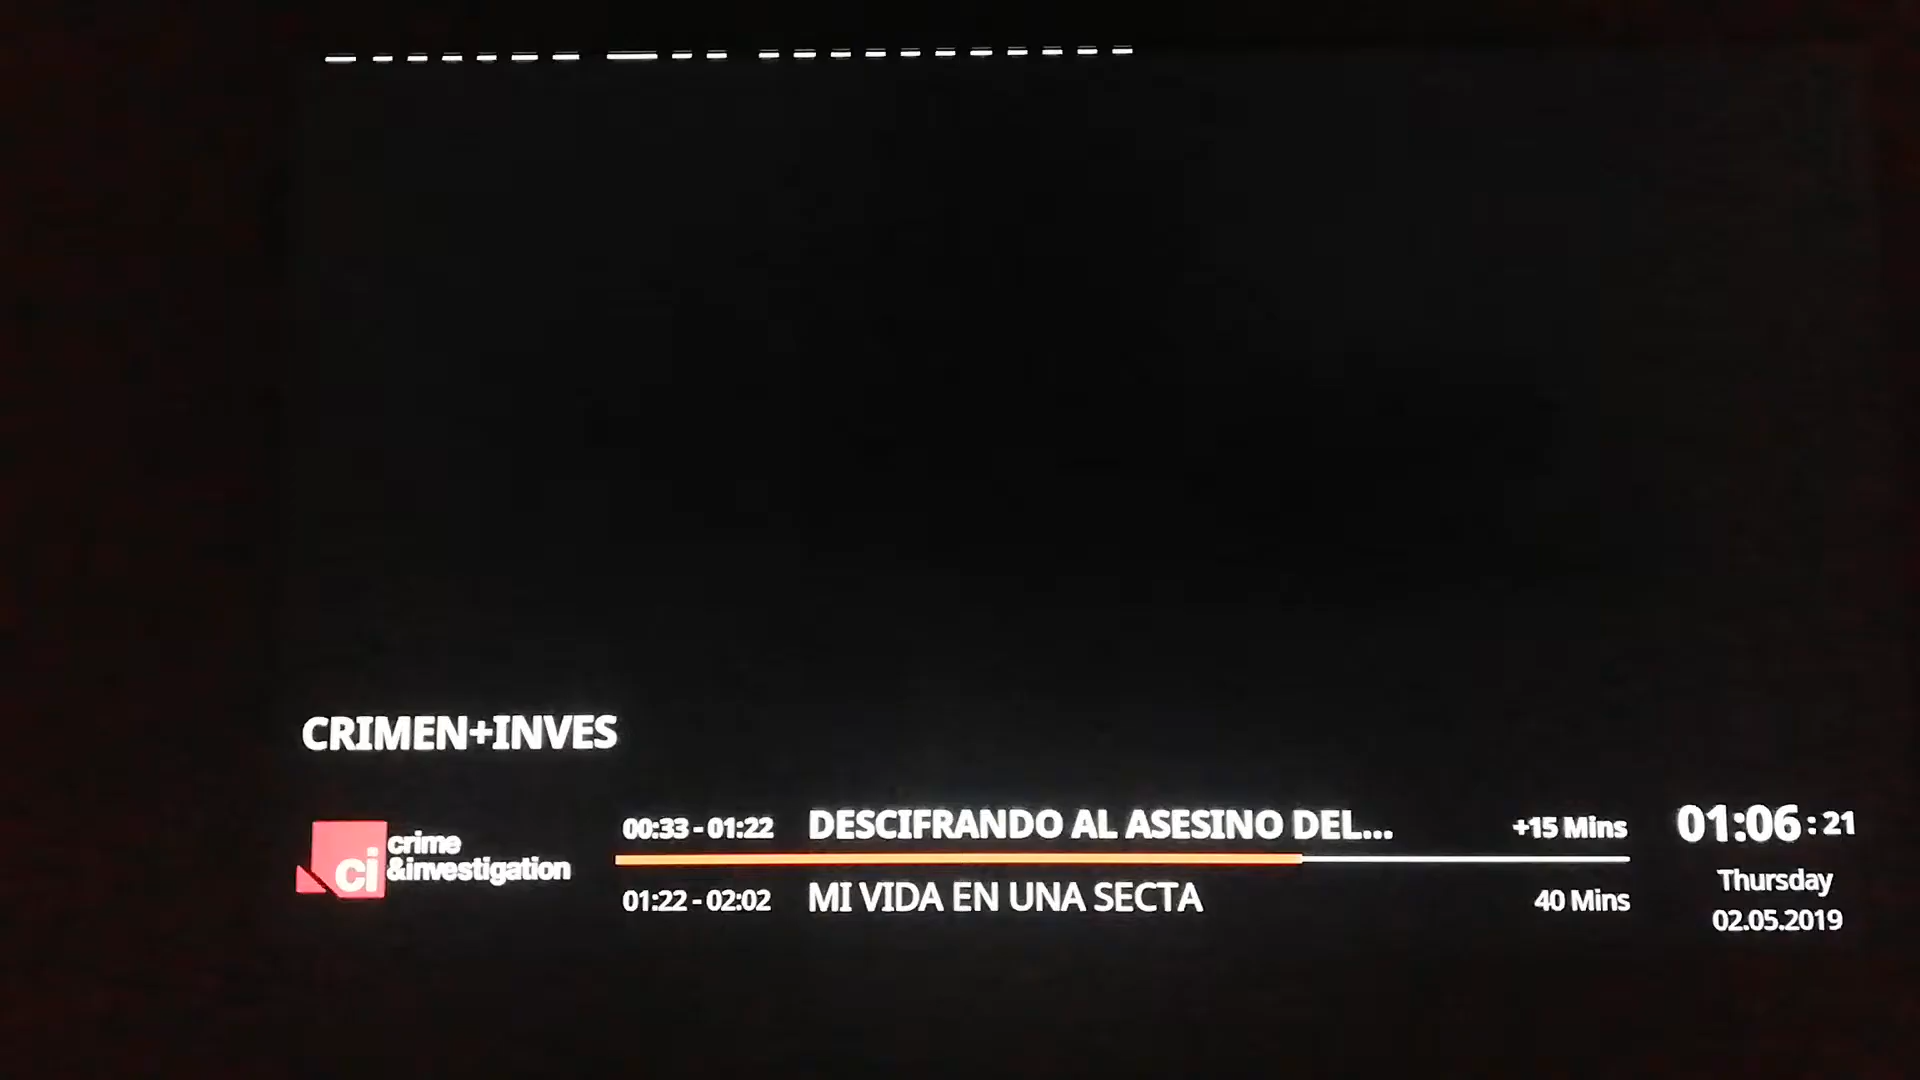 CRIMEN+INVES
ci crime
&investigation
00:33 - 01:22 DESCIFRANDO AL ASESINO DEL... +15 Mins
01:22 - 02:02 MI VIDA EN UNA SECTA 40 Mins
01:06:21
Thursday
02.05.2019